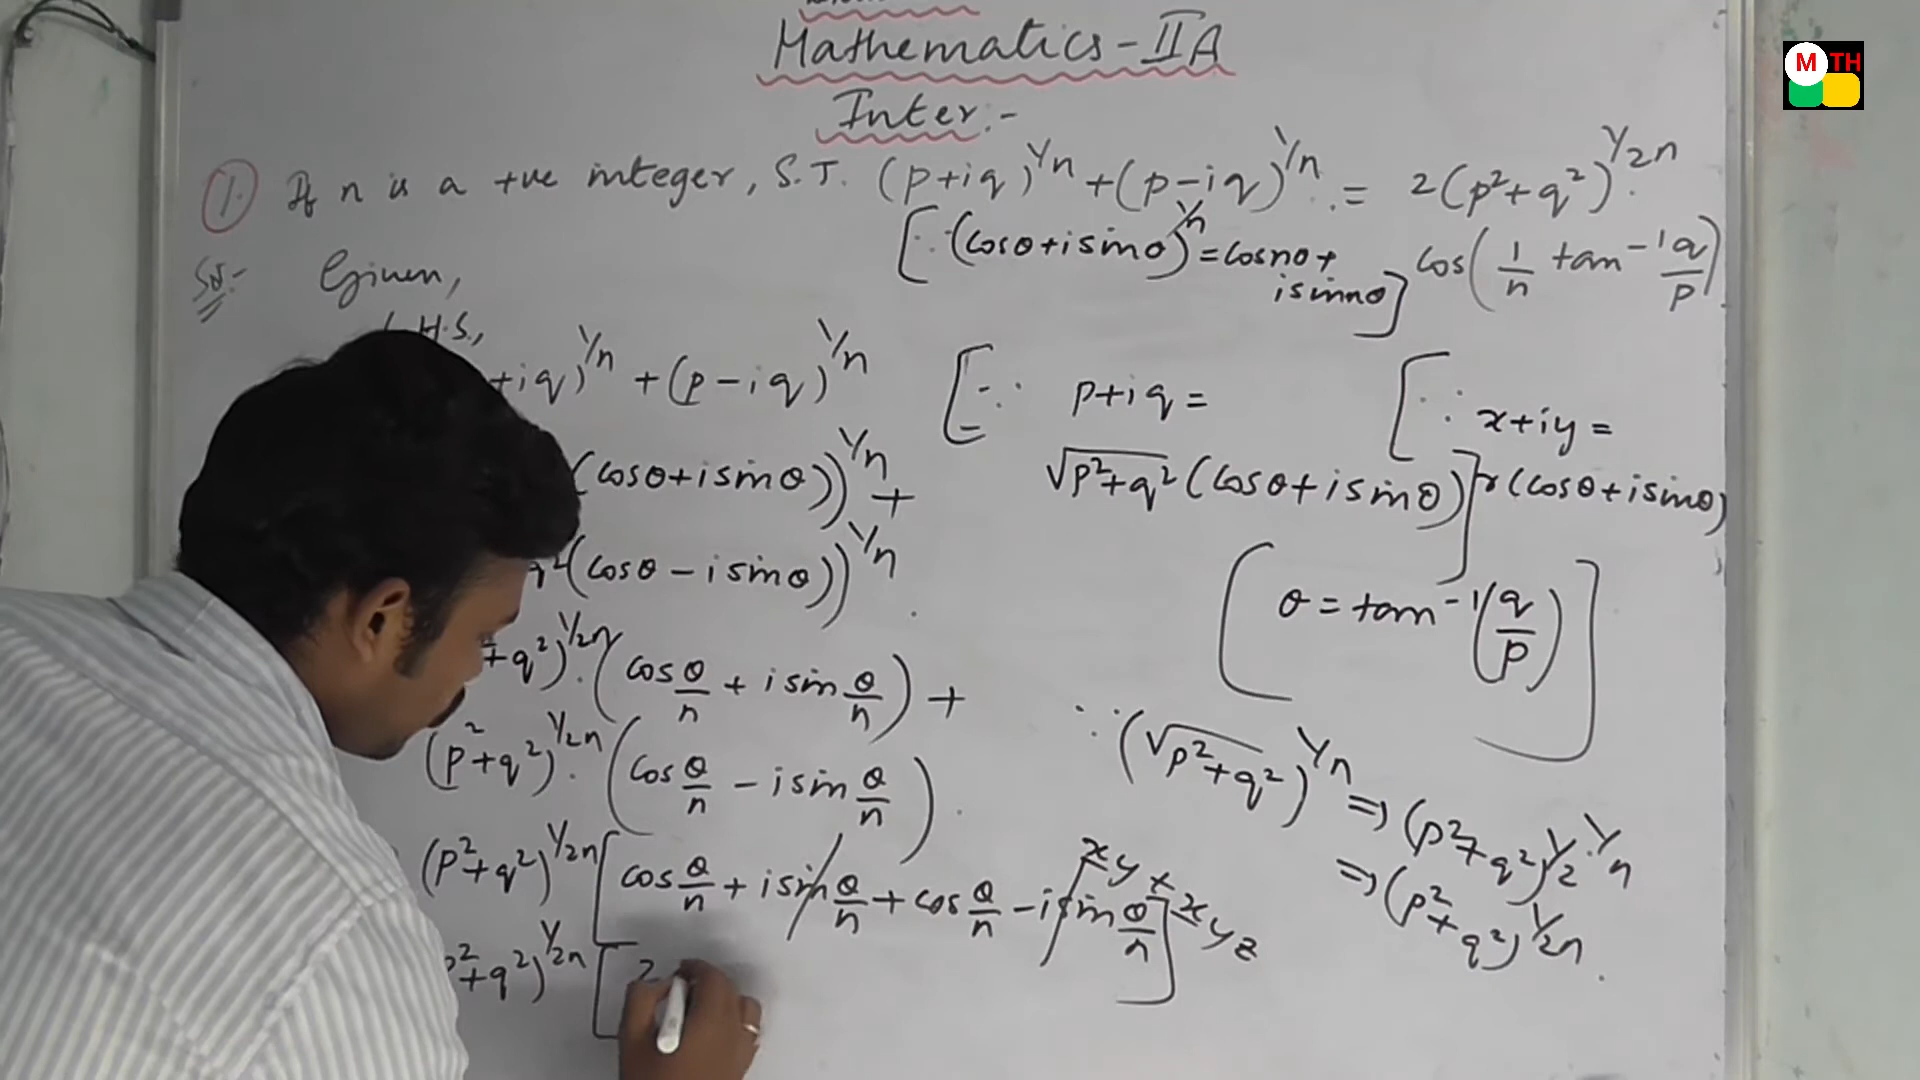 Mathematics - IIA
Inter :-
1. If n is a +ve integer, S.T. (p+iq)^1/n + (p-iq)^1/n = 2(p²+q²)^1/2n.
cos(1/n tan⁻¹ q/p)
[∵ (cosθ+isinθ)^n = cosnθ+
isinnθ]
Sol:- Given,
L.H.S.,
+iq)^1/n + (p-iq)^1/n
(cosθ+isinθ))^1/n +
q²(cosθ-isinθ))^1/n.
+q²)^1/2n.(cos θ/n + isin θ/n) +
(p²+q²)^1/2n.(cos θ/n - isin θ/n).
(p²+q²)^1/2n [cos θ/n + isin θ/n + cos θ/n - isin θ/n]
p²+q²)^1/2n [2
[∵ p+iq =
√p²+q² (cosθ+isinθ)]
[∵ x+iy =
r(cosθ+isinθ)
(θ = tan⁻¹(q/p)]
∵ (√p²+q²)^1/n ⇒ (p²+q²)^1/2·1/n
⇒ (p²+q²)^1/2n.
xy + xyz
M TH